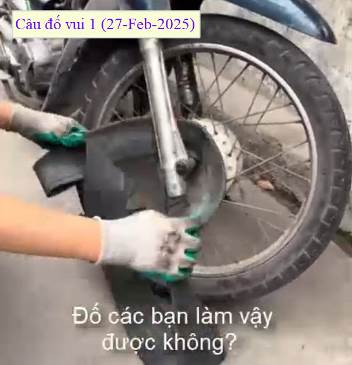 Câu đố vui 1 (27-Feb-2025)
Đố các bạn làm vậy
được không?